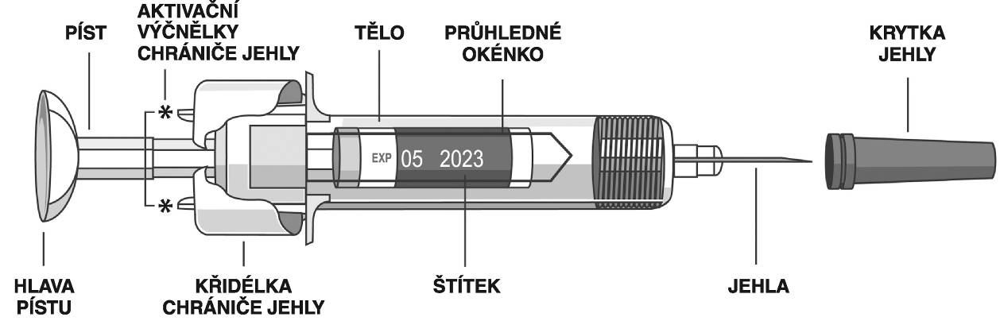 PÍST
AKTIVAČNÍ
VÝČNĚLKY
CHRÁNIČE JEHLY
TĚLO
PRŮHLEDNÉ
OKÉNKO
KRYTKA
JEHLY
*
EXP 05 2023
*
HLAVA
PÍSTU
KŘIDÉLKA
CHRÁNIČE JEHLY
ŠTÍTEK
JEHLA